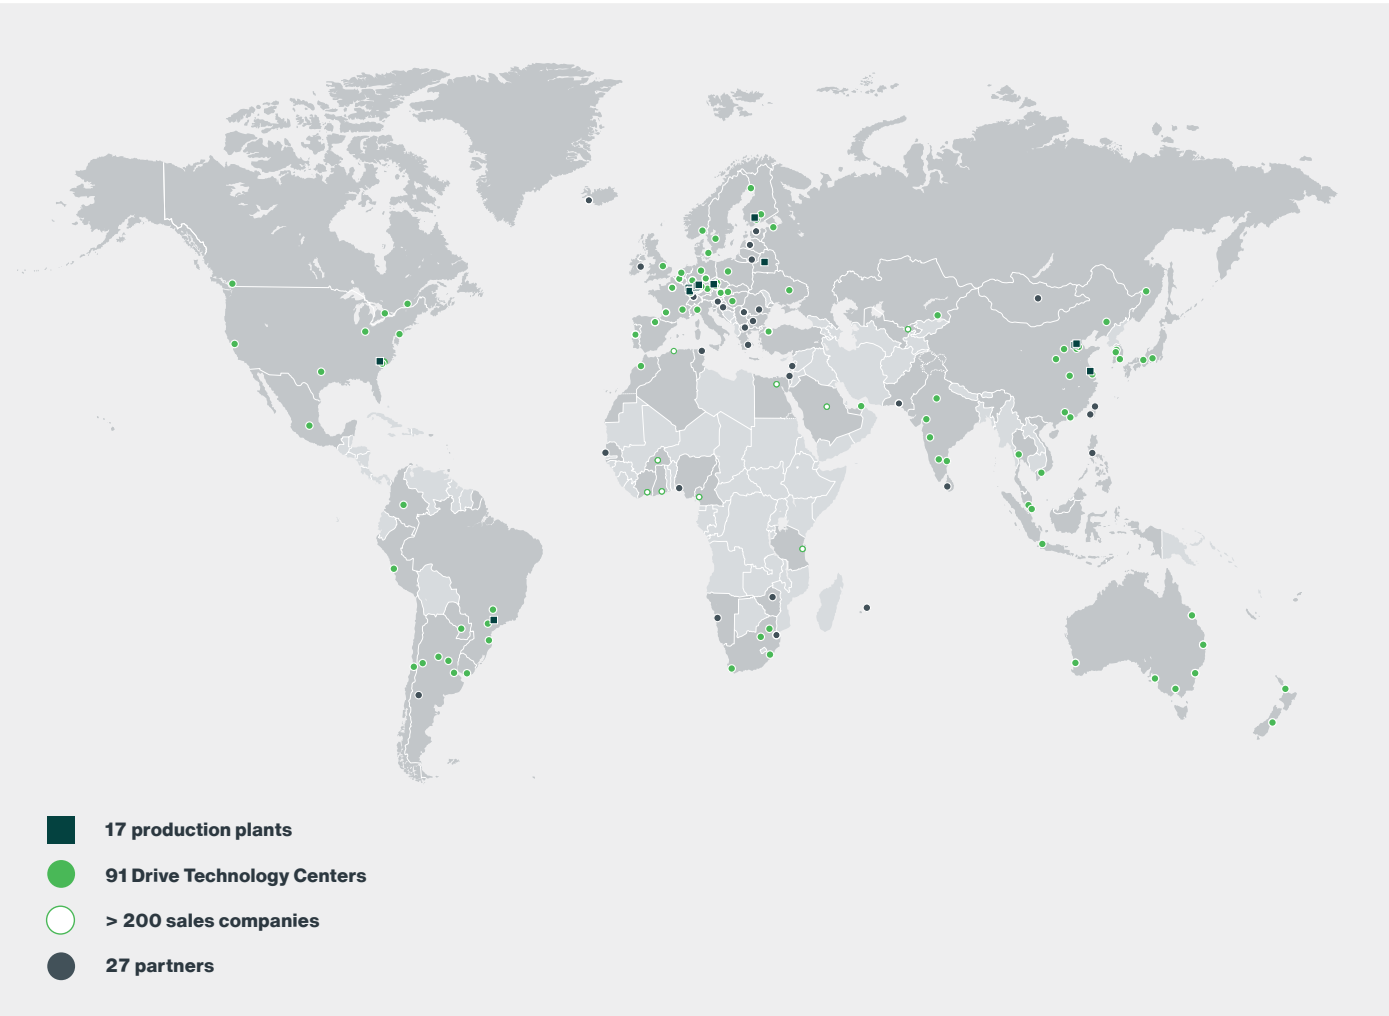 17 production plants
91 Drive Technology Centers
> 200 sales companies
27 partners